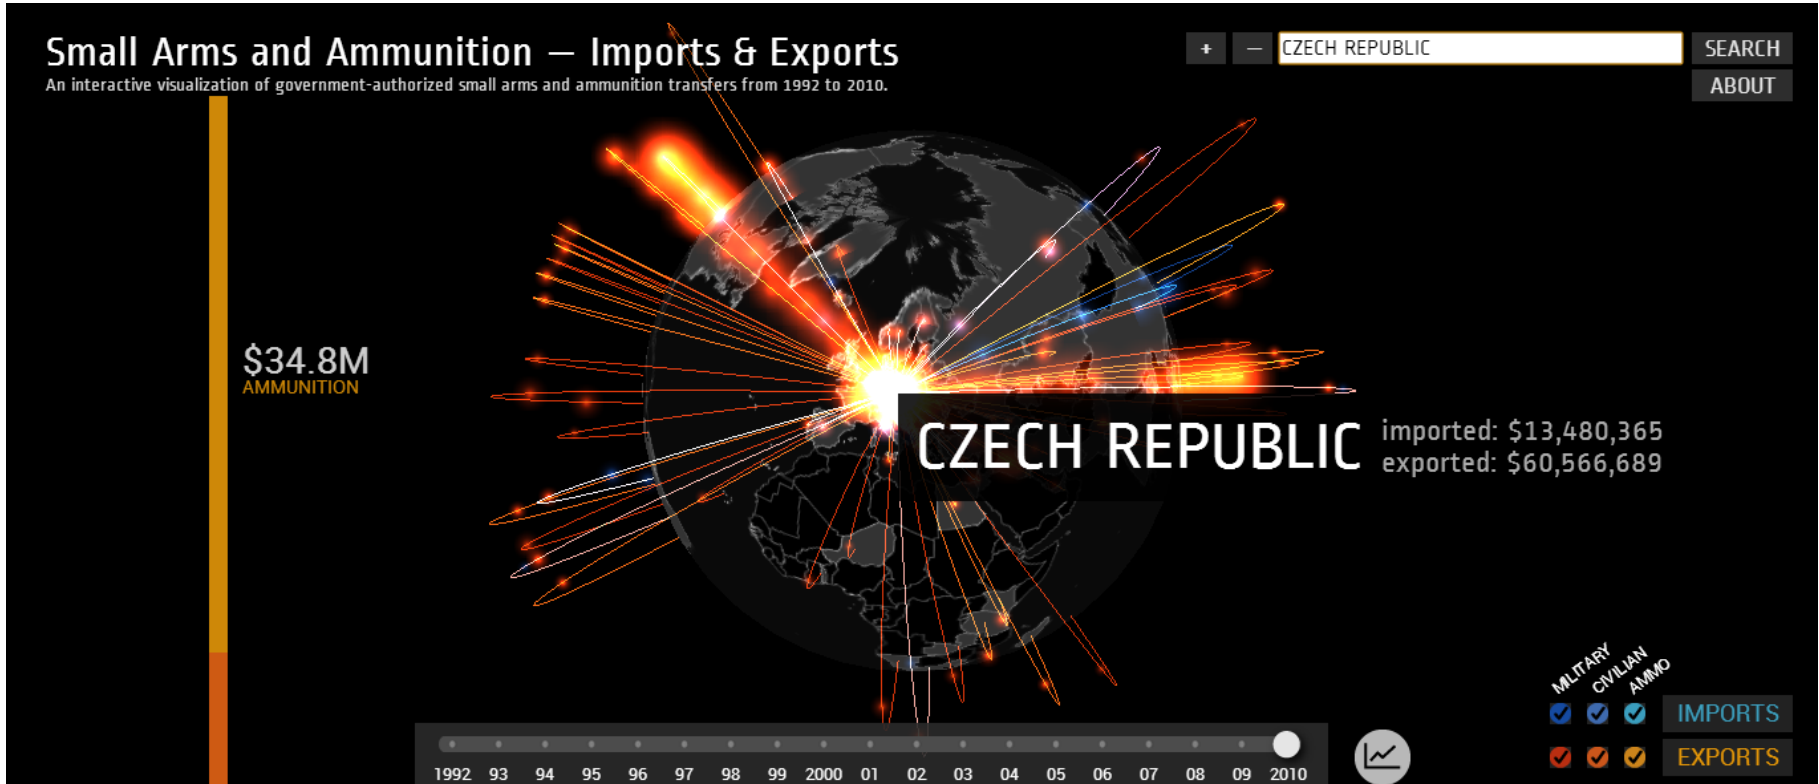 Small Arms and Ammunition — Imports & Exports
An interactive visualization of government-authorized small arms and ammunition transfers from 1992 to 2010.
+
—
CZECH REPUBLIC
SEARCH
ABOUT
$34.8M
AMMUNITION
CZECH REPUBLIC
imported: $13,480,365
exported: $60,566,689
MILITARY
CIVILIAN
AMMO
IMPORTS
EXPORTS
1992 93 94 95 96 97 98 99 2000 01 02 03 04 05 06 07 08 09 2010